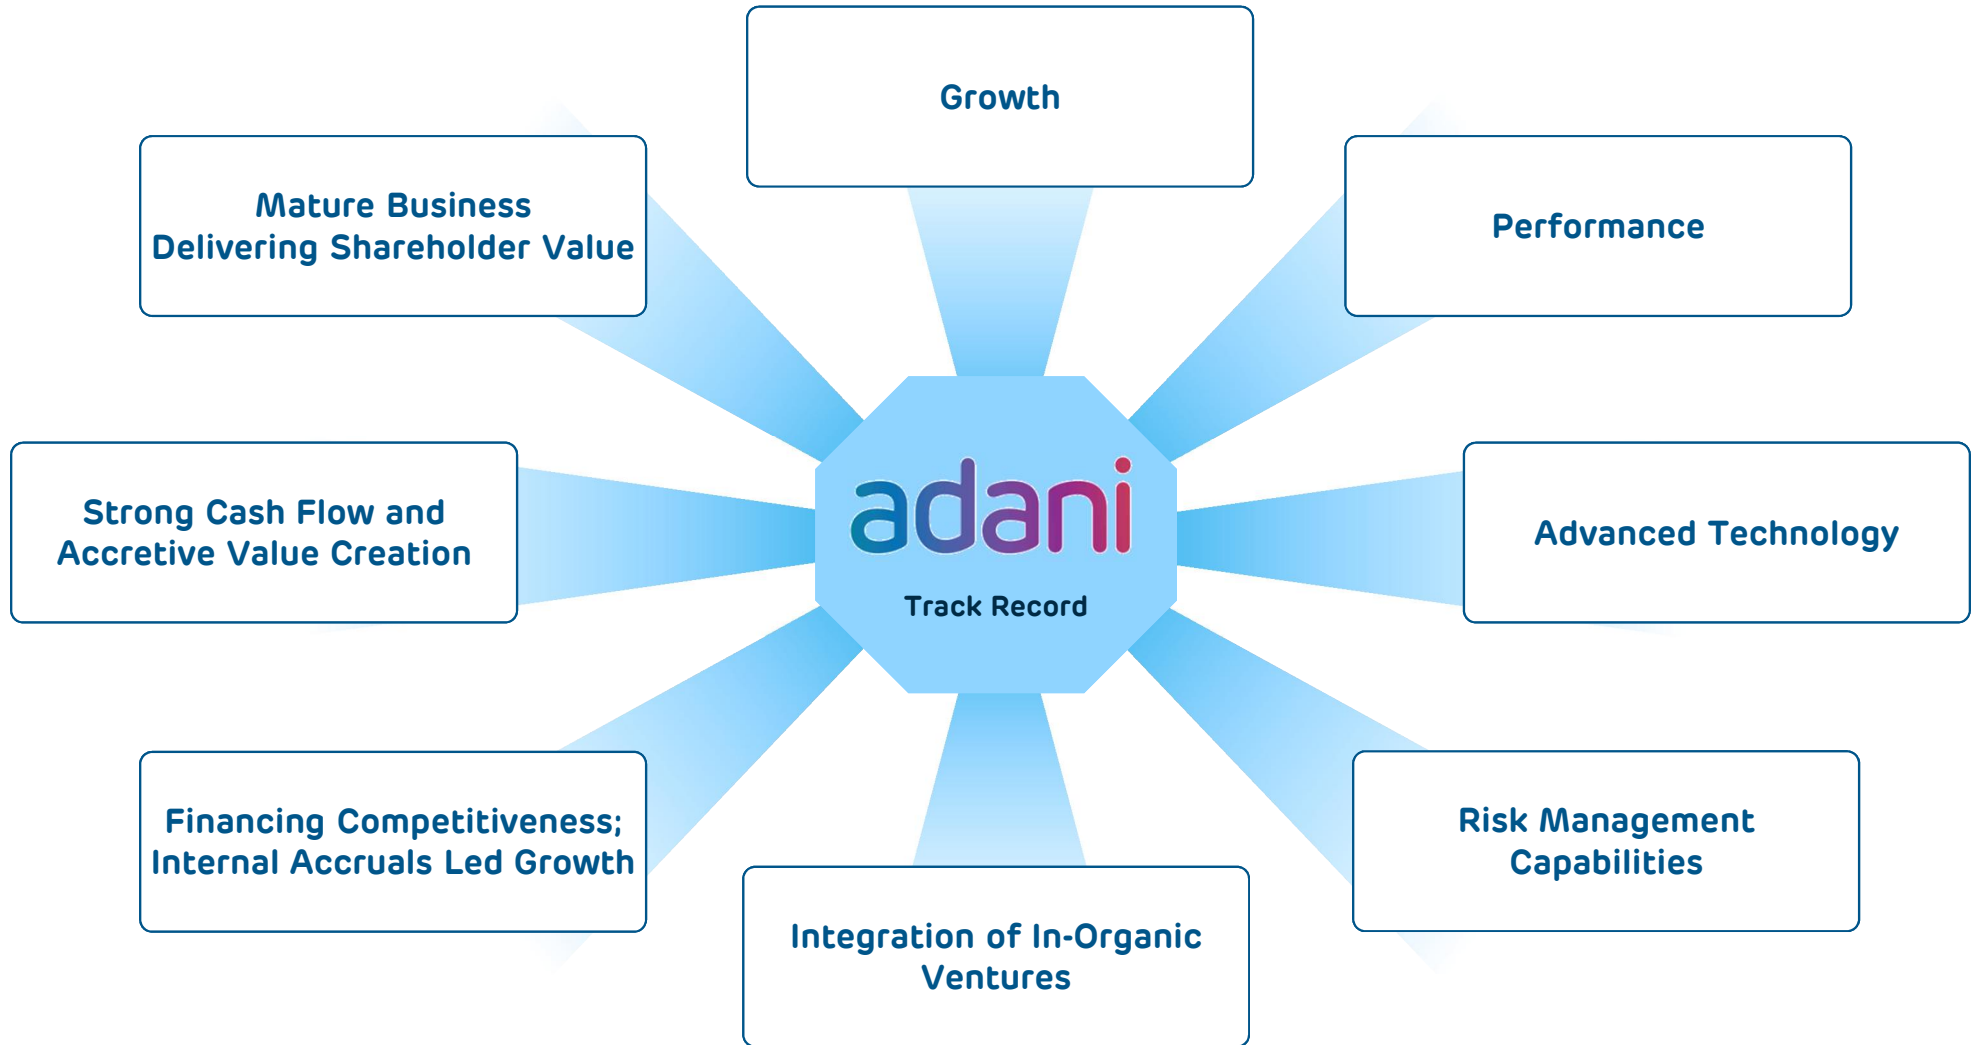 Growth
Mature Business
Delivering Shareholder Value
Performance
Strong Cash Flow and
Accretive Value Creation
adani
Track Record
Advanced Technology
Financing Competitiveness;
Internal Accruals Led Growth
Risk Management
Capabilities
Integration of In-Organic
Ventures